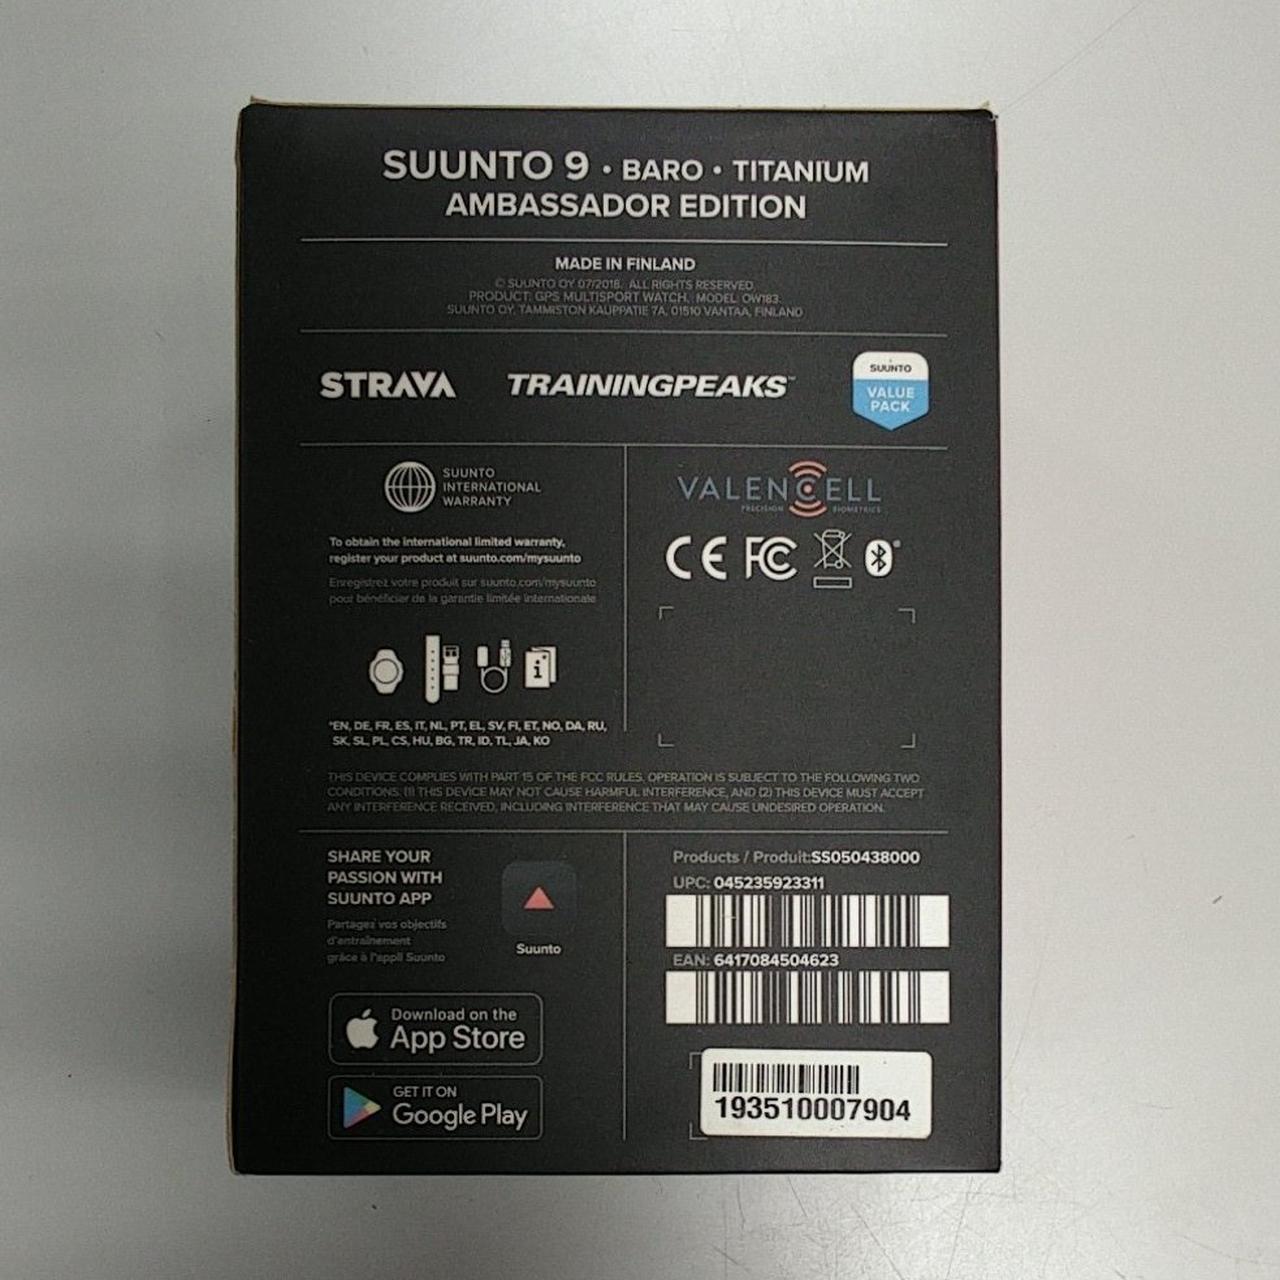 SUUNTO 9 • BARO • TITANIUM
AMBASSADOR EDITION
MADE IN FINLAND
© SUUNTO OY 07/2018. ALL RIGHTS RESERVED.
PRODUCT: GPS MULTISPORT WATCH. MODEL: OW183.
SUUNTO OY, TAMMISTON KAUPPATIE 7A, 01510 VANTAA, FINLAND
STRAVA
TRAININGPEAKS™
SUUNTO
VALUE
PACK
SUUNTO
INTERNATIONAL
WARRANTY
To obtain the international limited warranty,
register your product at suunto.com/mysuunto
Enregistrez votre produit sur suunto.com/mysuunto
pour bénéficier de la garantie limitée internationale
*EN, DE, FR, ES, IT, NL, PT, EL, SV, FI, ET, NO, DA, RU,
SK, SL, PL, CS, HU, BG, TR, ID, TL, JA, KO
VALENCELL
PRECISION BIOMETRICS
CE FC
THIS DEVICE COMPLIES WITH PART 15 OF THE FCC RULES. OPERATION IS SUBJECT TO THE FOLLOWING TWO
CONDITIONS: (1) THIS DEVICE MAY NOT CAUSE HARMFUL INTERFERENCE, AND (2) THIS DEVICE MUST ACCEPT
ANY INTERFERENCE RECEIVED, INCLUDING INTERFERENCE THAT MAY CAUSE UNDESIRED OPERATION.
SHARE YOUR
PASSION WITH
SUUNTO APP
Partagez vos objectifs
d'entraînement
grâce à l'appli Suunto
Suunto
Download on the
App Store
GET IT ON
Google Play
Products / Produit:SS050438000
UPC: 045235923311
EAN: 6417084504623
193510007904